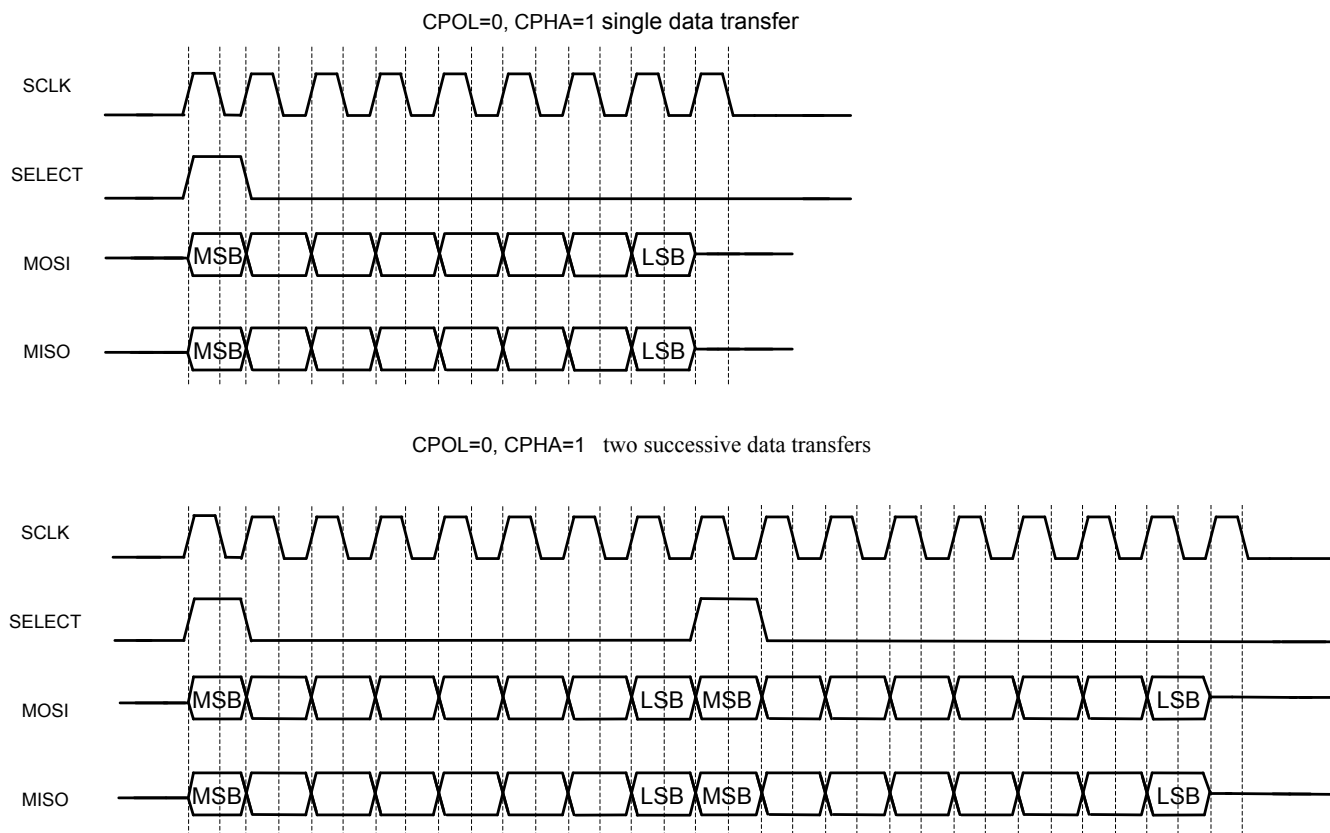 CPOL=0, CPHA=1 single data transfer
SCLK
SELECT
MOSI MSB LSB
MISO MSB LSB
CPOL=0, CPHA=1 two successive data transfers
SCLK
SELECT
MOSI MSB LSB MSB LSB
MISO MSB LSB MSB LSB